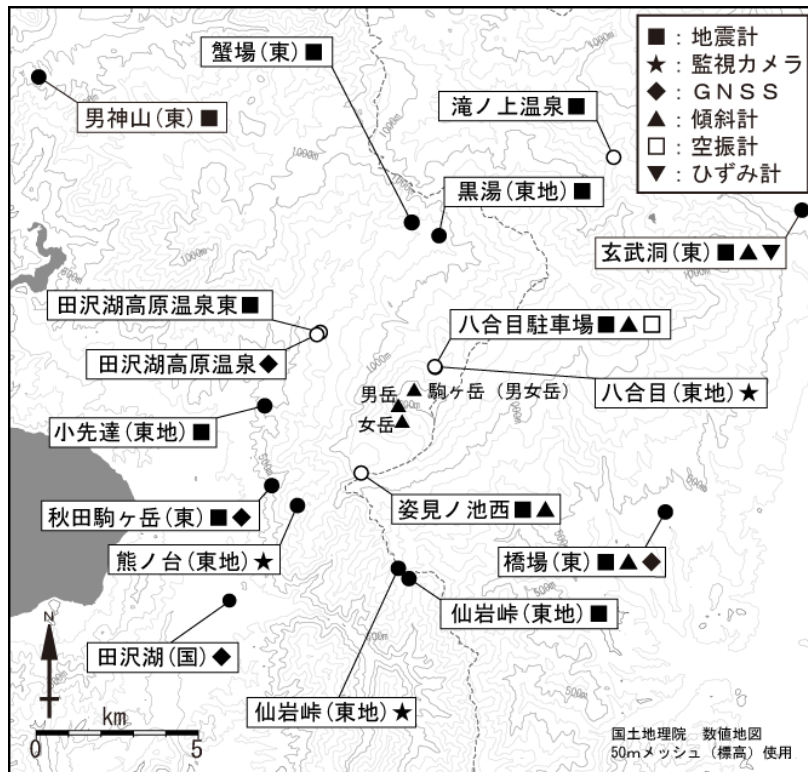 ■：地震計
★：監視カメラ
◆：ＧＮＳＳ
▲：傾斜計
□：空振計
▼：ひずみ計
蟹場(東)■
男神山(東)■
滝ノ上温泉■
黒湯(東地)■
玄武洞(東)■▲▼
田沢湖高原温泉東■
八合目駐車場■▲□
田沢湖高原温泉◆
駒ヶ岳（男女岳）
八合目(東地)★
男岳
女岳
小先達(東地)■
秋田駒ヶ岳(東)■◆
姿見ノ池西■▲
熊ノ台(東地)★
橋場(東)■▲◆
仙岩峠(東地)■
田沢湖(国)◆
仙岩峠(東地)★
1000m
1000m
1000m
1000m
500m
500m
500m
N
km
0 5
国土地理院　数値地図
50mメッシュ（標高）使用